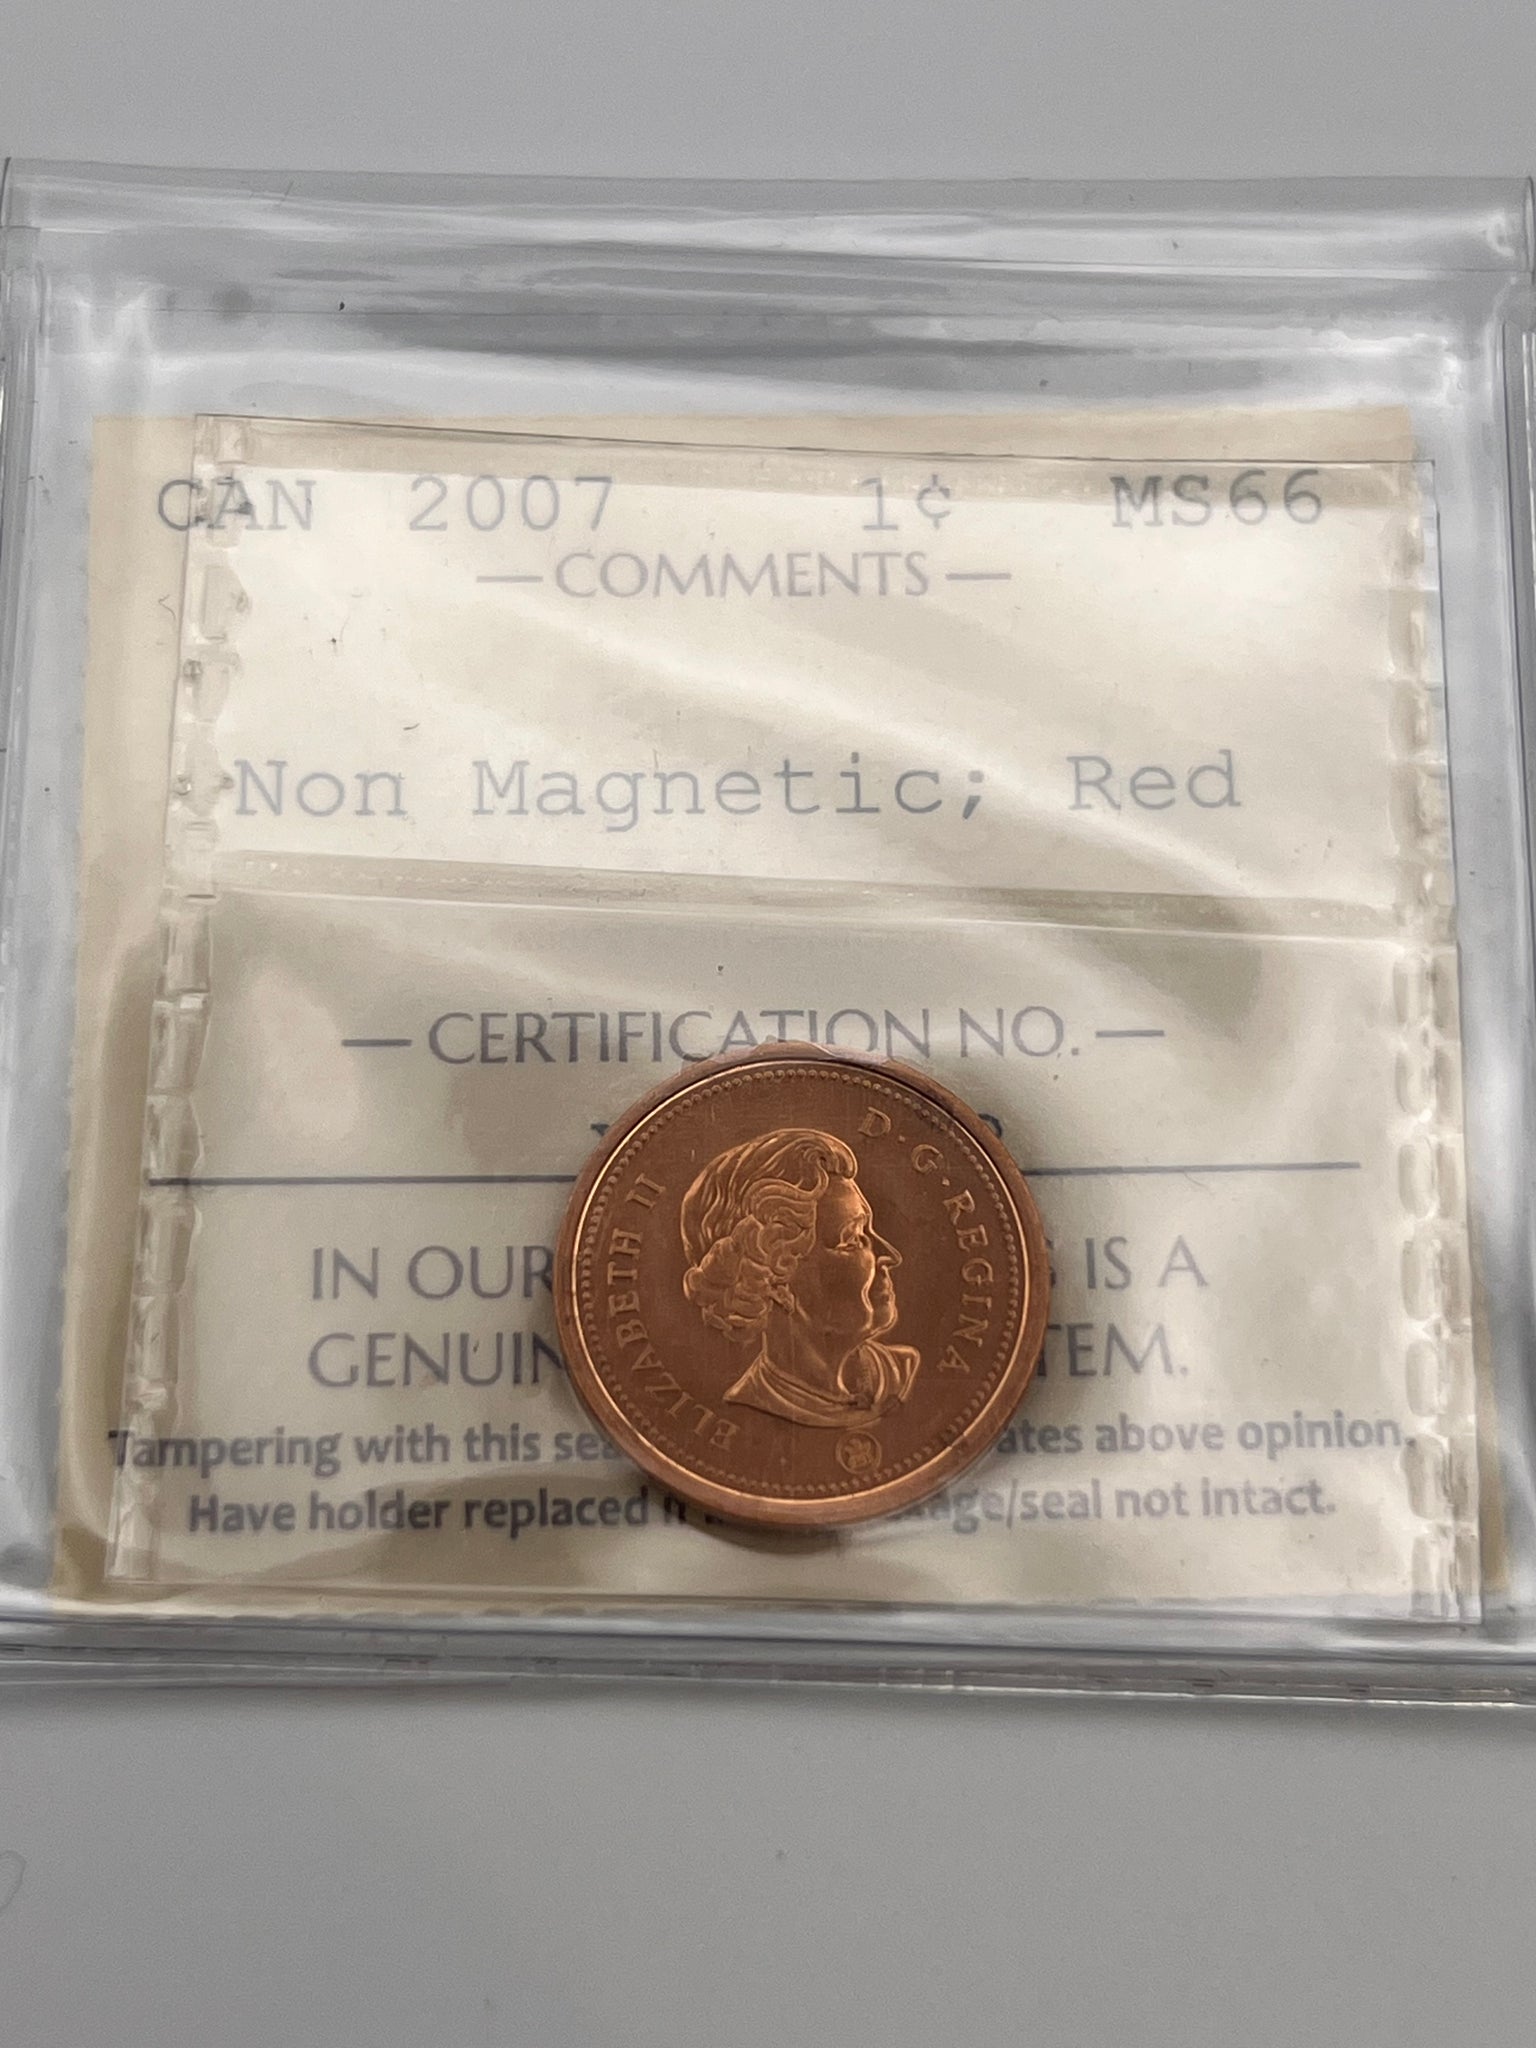 CAN 2007 1¢ MS66
— COMMENTS —
Non Magnetic; Red
— CERTIFICATION NO. —
IN OUR IS A
GENUIN TEM.
Tampering with this sea ates above opinion.
Have holder replaced age/seal not intact.
ELIZABETH II D·G·REGINA